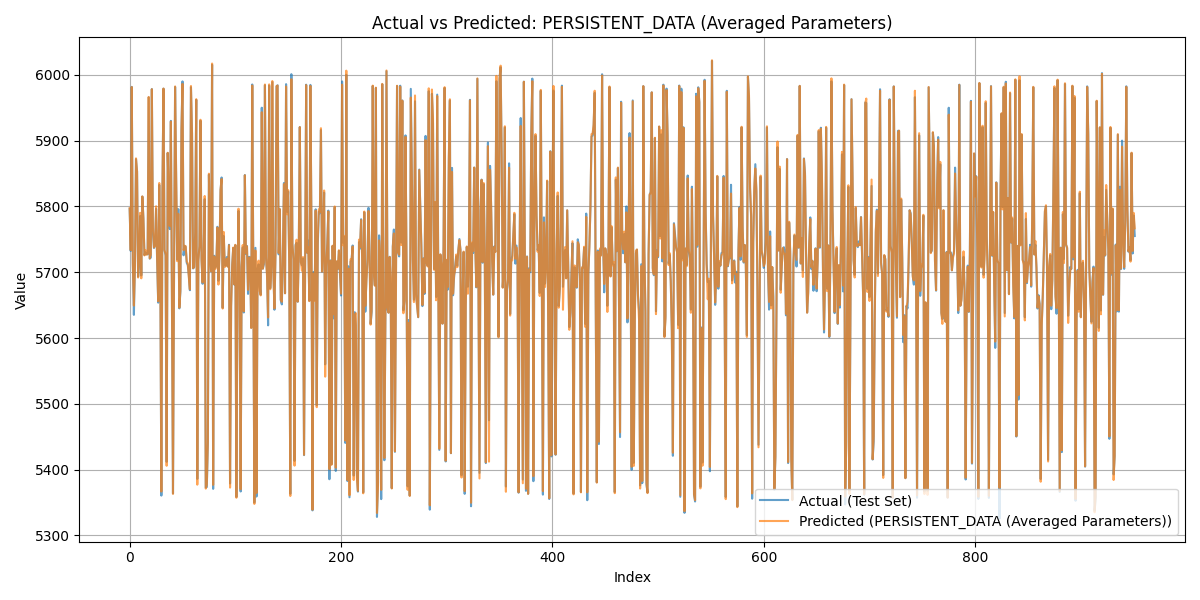 Actual vs Predicted: PERSISTENT_DATA (Averaged Parameters)
Value
6000
5900
5800
5700
5600
5500
5400
5300
Actual (Test Set)
Predicted (PERSISTENT_DATA (Averaged Parameters))
0 200 400 600 800
Index